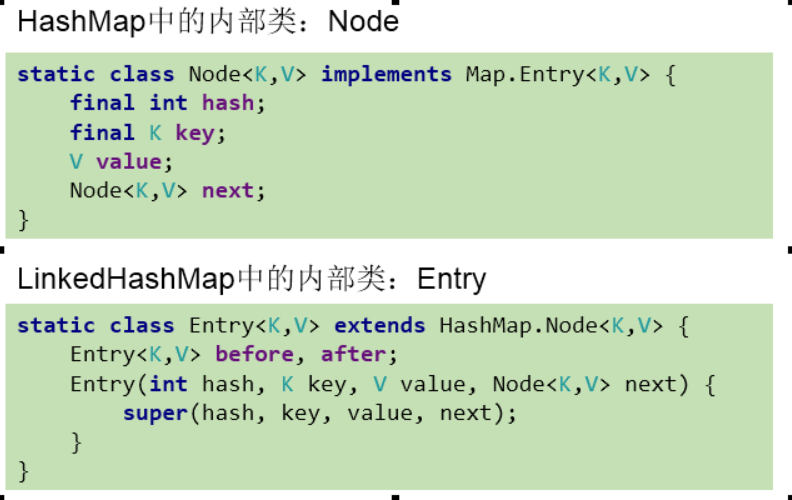 HashMap中的内部类：Node
static class Node<K,V> implements Map.Entry<K,V> {
    final int hash;
    final K key;
    V value;
    Node<K,V> next;
}
LinkedHashMap中的内部类：Entry
static class Entry<K,V> extends HashMap.Node<K,V> {
    Entry<K,V> before, after;
    Entry(int hash, K key, V value, Node<K,V> next) {
        super(hash, key, value, next);
    }
}